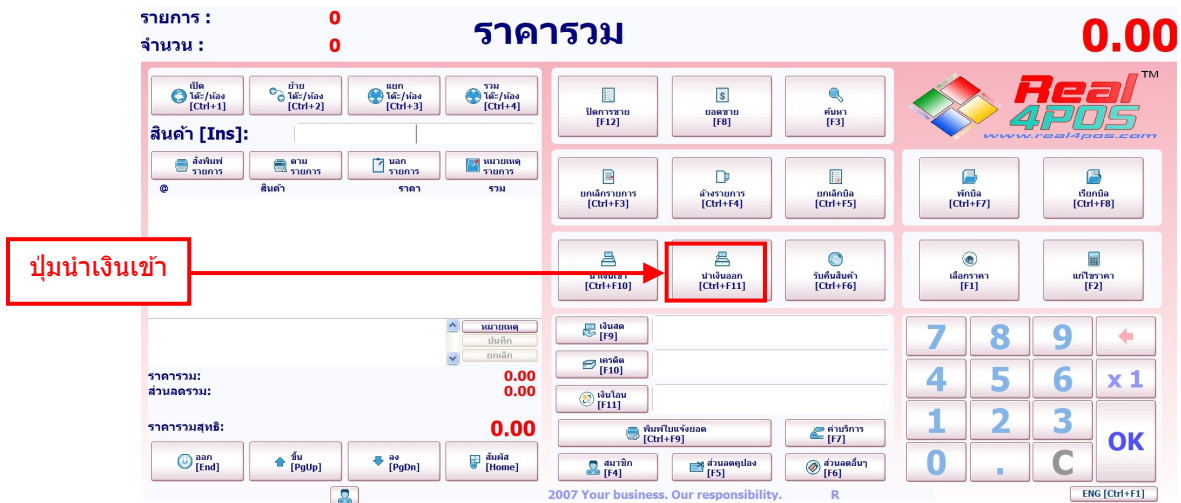 รายการ : 0
จำนวน : 0
ราคารวม
0.00
เปิด
โต๊ะ/ห้อง
[Ctrl+1]
ย้าย
โต๊ะ/ห้อง
[Ctrl+2]
แยก
โต๊ะ/ห้อง
[Ctrl+3]
รวม
โต๊ะ/ห้อง
[Ctrl+4]
สินค้า [Ins]:
สั่งพิมพ์
รายการ
ตาม
รายการ
นอก
รายการ
หมายเหตุ
รายการ
@ สินค้า ราคา รวม
ปิดการขาย
[F12]
ยอดขาย
[F8]
ค้นหา
[F3]
Real
4POS
TM
www.real4pos.com
ยกเลิกรายการ
[Ctrl+F3]
ล้างรายการ
[Ctrl+F4]
ยกเลิกบิล
[Ctrl+F5]
พักบิล
[Ctrl+F7]
เรียกบิล
[Ctrl+F8]
ปุ่มนำเงินเข้า
นำเงินเข้า
[Ctrl+F10]
นำเงินออก
[Ctrl+F11]
รับคืนสินค้า
[Ctrl+F6]
เลือกราคา
[F1]
แก้ไขราคา
[F2]
หมายเหตุ
บันทึก
ยกเลิก
ราคารวม: 0.00
ส่วนลดรวม: 0.00
ราคารวมสุทธิ: 0.00
เงินสด
[F9]
เครดิต
[F10]
เงินโอน
[F11]
พิมพ์ใบแจ้งยอด
[Ctrl+F9]
ค่าบริการ
[F7]
สมาชิก
[F4]
ส่วนลดคูปอง
[F5]
ส่วนลดอื่นๆ
[F6]
7 8 9
4 5 6 x 1
1 2 3 OK
0 . C
ออก
[End]
ขึ้น
[PgUp]
ลง
[PgDn]
สัมผัส
[Home]
2007 Your business. Our responsibility. R
ENG [Ctrl+F1]